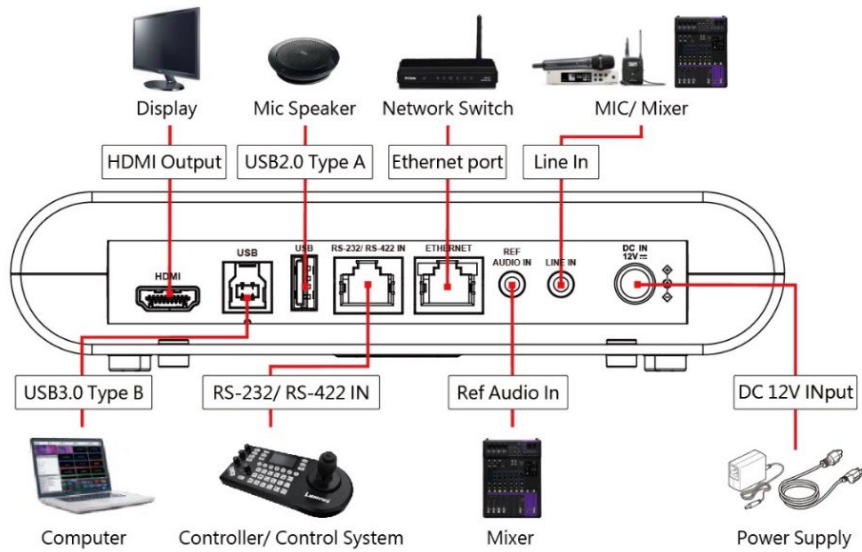 Display
Mic Speaker
Network Switch
MIC/ Mixer
HDMI Output
USB2.0 Type A
Ethernet port
Line In
HDMI
USB
USB
RS-232/ RS-422 IN
ETHERNET
REF
AUDIO IN
LINE IN
DC IN
12V
USB3.0 Type B
RS-232/ RS-422 IN
Ref Audio In
DC 12V INput
Computer
Controller/ Control System
Mixer
Power Supply